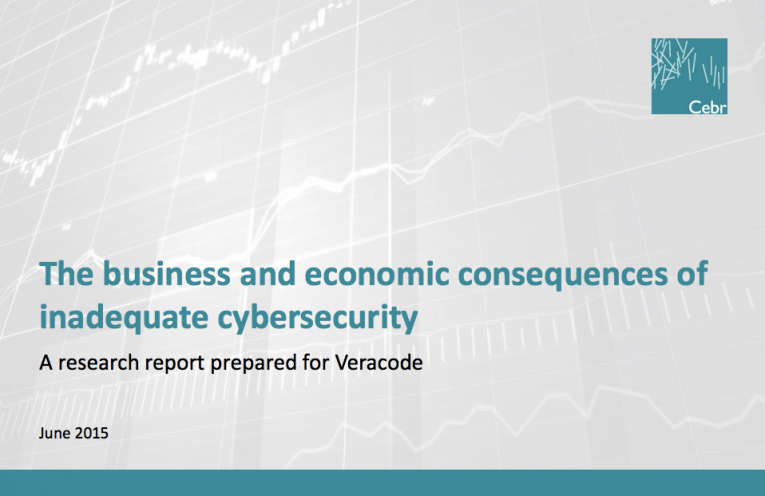 Cebr
The business and economic consequences of
inadequate cybersecurity
A research report prepared for Veracode
June 2015